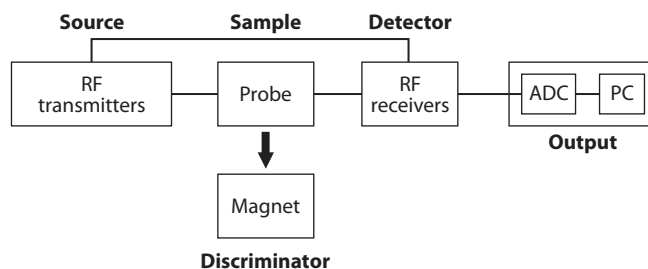 Source
Sample
Detector
RF
transmitters
Probe
RF
receivers
ADC
PC
Output
Magnet
Discriminator